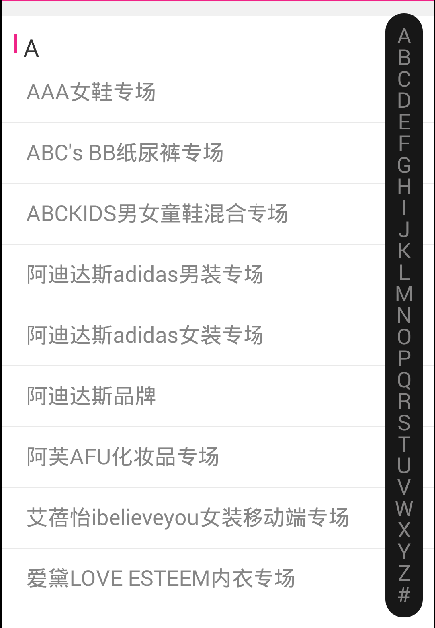 A
AAA女鞋专场
ABC's BB纸尿裤专场
ABCKIDS男女童鞋混合专场
阿迪达斯adidas男装专场
阿迪达斯adidas女装专场
阿迪达斯品牌
阿芙AFU化妆品专场
艾蓓怡ibelieveyou女装移动端专场
爱黛LOVE ESTEEM内衣专场
A
B
C
D
E
F
G
H
I
J
K
L
M
N
O
P
Q
R
S
T
U
V
W
X
Y
Z
#